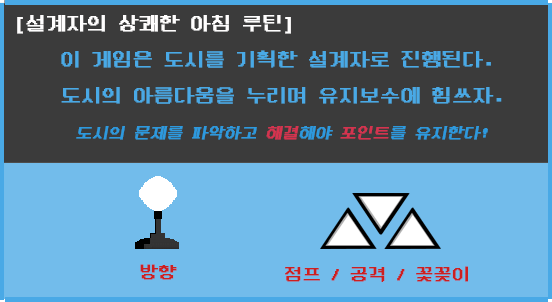 [설계자의 상쾌한 아침 루틴]
이 게임은 도시를 기획한 설계자로 진행된다.
도시의 아름다움을 누리며 유지보수에 힘쓰자.
도시의 문제를 파악하고 해결해야 포인트를 유지한다!
방향
점프 / 공격 / 꽃꽂이